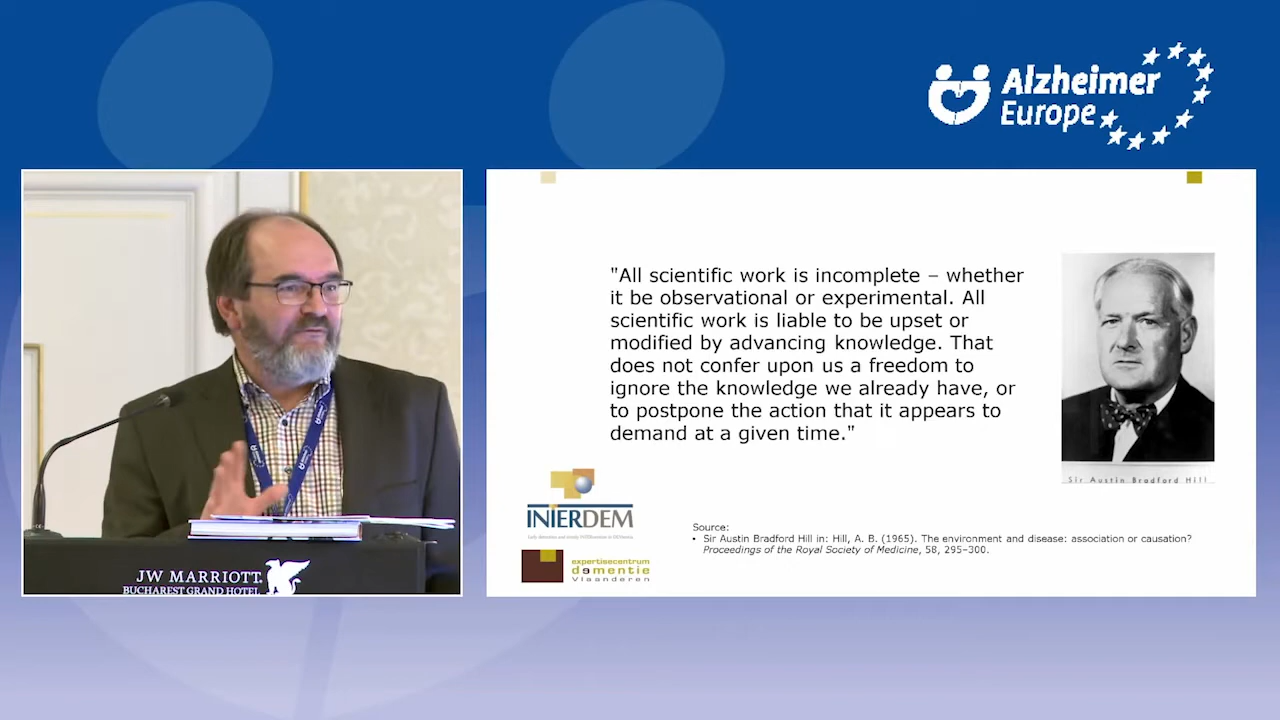 Alzheimer
Europe
"All scientific work is incomplete – whether
it be observational or experimental. All
scientific work is liable to be upset or
modified by advancing knowledge. That
does not confer upon us a freedom to
ignore the knowledge we already have, or
to postpone the action that it appears to
demand at a given time."
Sir Austin Bradford Hill
INTERDEM
Source:
• Sir Austin Bradford Hill in: Hill, A. B. (1965). The environment and disease: association or causation?
Proceedings of the Royal Society of Medicine, 58, 295–300.
expertisecentrum
dementie
Vlaanderen
JW MARRIOTT
BUCHAREST GRAND HOTEL